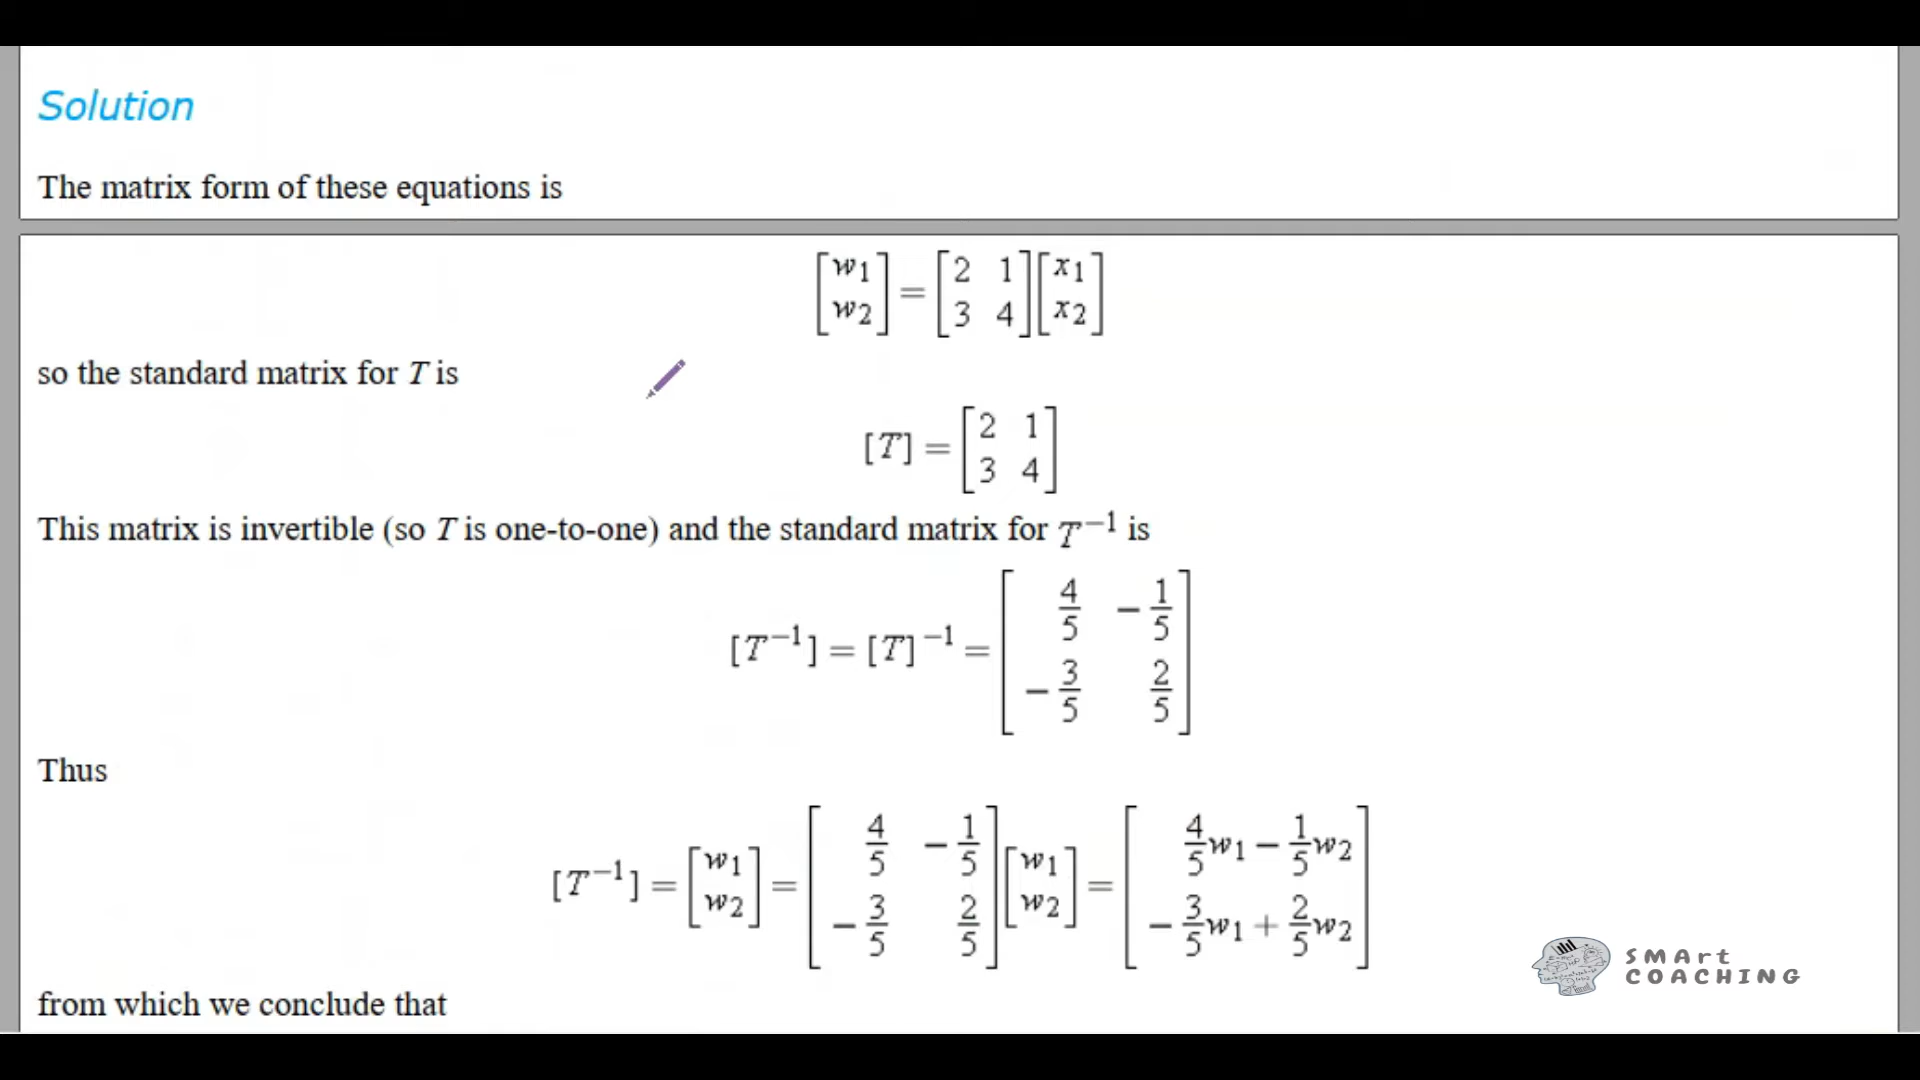 Solution
The matrix form of these equations is
[w1 w2] = [2 1 3 4] [x1 x2]
so the standard matrix for T is
[T] = [2 1 3 4]
This matrix is invertible (so T is one-to-one) and the standard matrix for T⁻¹ is
[T⁻¹] = [T]⁻¹ = [4/5 −1/5 −3/5 2/5]
Thus
[T⁻¹] = [w1 w2] = [4/5 −1/5 −3/5 2/5] [w1 w2] = [4/5w1 − 1/5w2 −3/5w1 + 2/5w2]
SMArt
COACHING
from which we conclude that